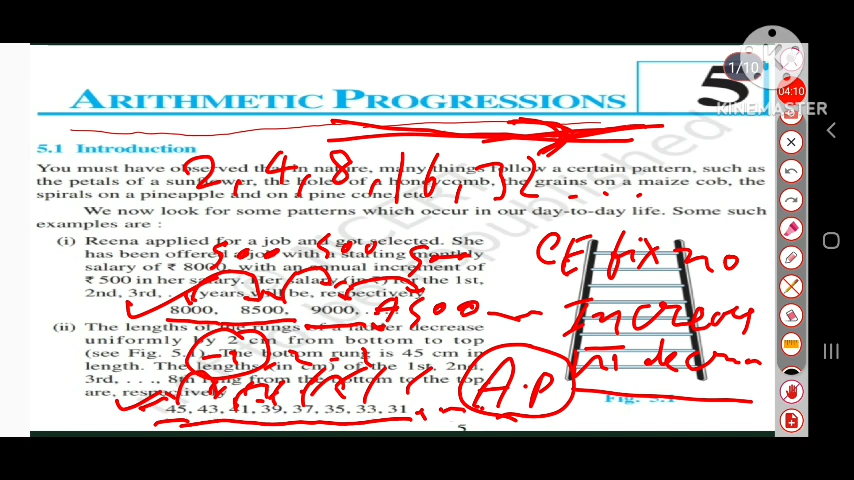 1/10
04:10
KINEMASTER
5
ARITHMETIC PROGRESSIONS
5.1 Introduction
2, 4, 8, 16, 32 ...
You must have observed that in nature, many things follow a certain pattern, such as
the petals of a sunflower, the holes of a honeycomb, the grains on a maize cob, the
spirals on a pineapple and on a pine cone etc.
We now look for some patterns which occur in our day-to-day life. Some such
examples are :
(i) Reena applied for a job and got selected. She
has been offered a job with a starting monthly
salary of ₹ 8000, with an annual increment of
₹ 500 in her salary. Her salary (in ₹) for the 1st,
2nd, 3rd, . . . years will be, respectively
8000, 8500, 9000, . . .
500 500 500
9500
fix no
(ii) The lengths of the rungs of a ladder decrease
uniformly by 2 cm from bottom to top
(see Fig. 5.1). The bottom rung is 45 cm in
length. The lengths (in cm) of the 1st, 2nd,
3rd, . . ., 8th rung from the bottom to the top
are, respectively
45, 43, 41, 39, 37, 35, 33, 31
A.P
Fig. 5.1
5